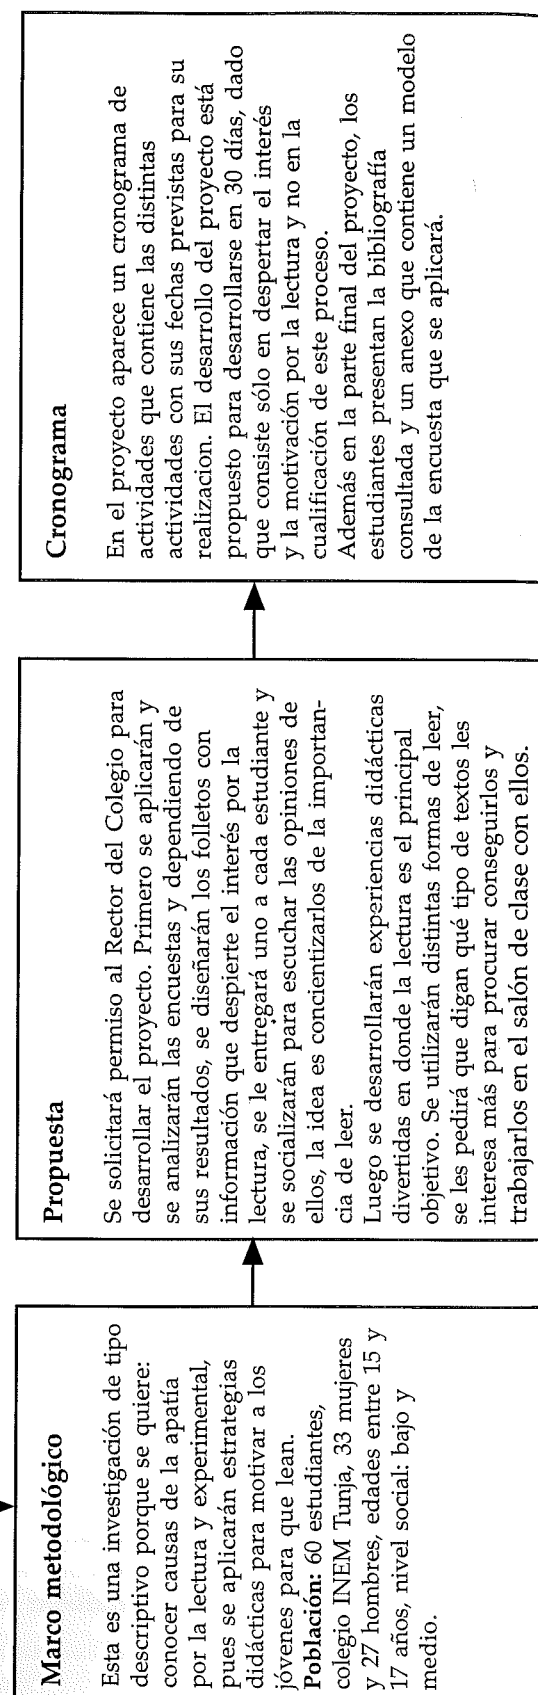 Marco metodológico
Esta es una investigación de tipo
descriptivo porque se quiere:
conocer causas de la apatía
por la lectura y experimental,
pues se aplicarán estrategias
didácticas para motivar a los
jóvenes para que lean.
Población: 60 estudiantes,
colegio INEM Tunja, 33 mujeres
y 27 hombres, edades entre 15 y
17 años, nivel social: bajo y
medio.
Propuesta
Se solicitará permiso al Rector del Colegio para
desarrollar el proyecto. Primero se aplicarán y
se analizarán las encuestas y dependiendo de
sus resultados, se diseñarán los folletos con
información que despierte el interés por la
lectura, se le entregará uno a cada estudiante y
se socializarán para escuchar las opiniones de
ellos, la idea es concientizarlos de la importan-
cia de leer.
Luego se desarrollarán experiencias didácticas
divertidas en donde la lectura es el principal
objetivo. Se utilizarán distintas formas de leer,
se les pedirá que digan qué tipo de textos les
interesa más para procurar conseguirlos y
trabajarlos en el salón de clase con ellos.
Cronograma
En el proyecto aparece un cronograma de
actividades que contiene las distintas
actividades con sus fechas previstas para su
realizacion. El desarrollo del proyecto está
propuesto para desarrollarse en 30 días, dado
que consiste sólo en despertar el interés
y la motivación por la lectura y no en la
cualificación de este proceso.
Además en la parte final del proyecto, los
estudiantes presentan la bibliografía
consultada y un anexo que contiene un modelo
de la encuesta que se aplicará.